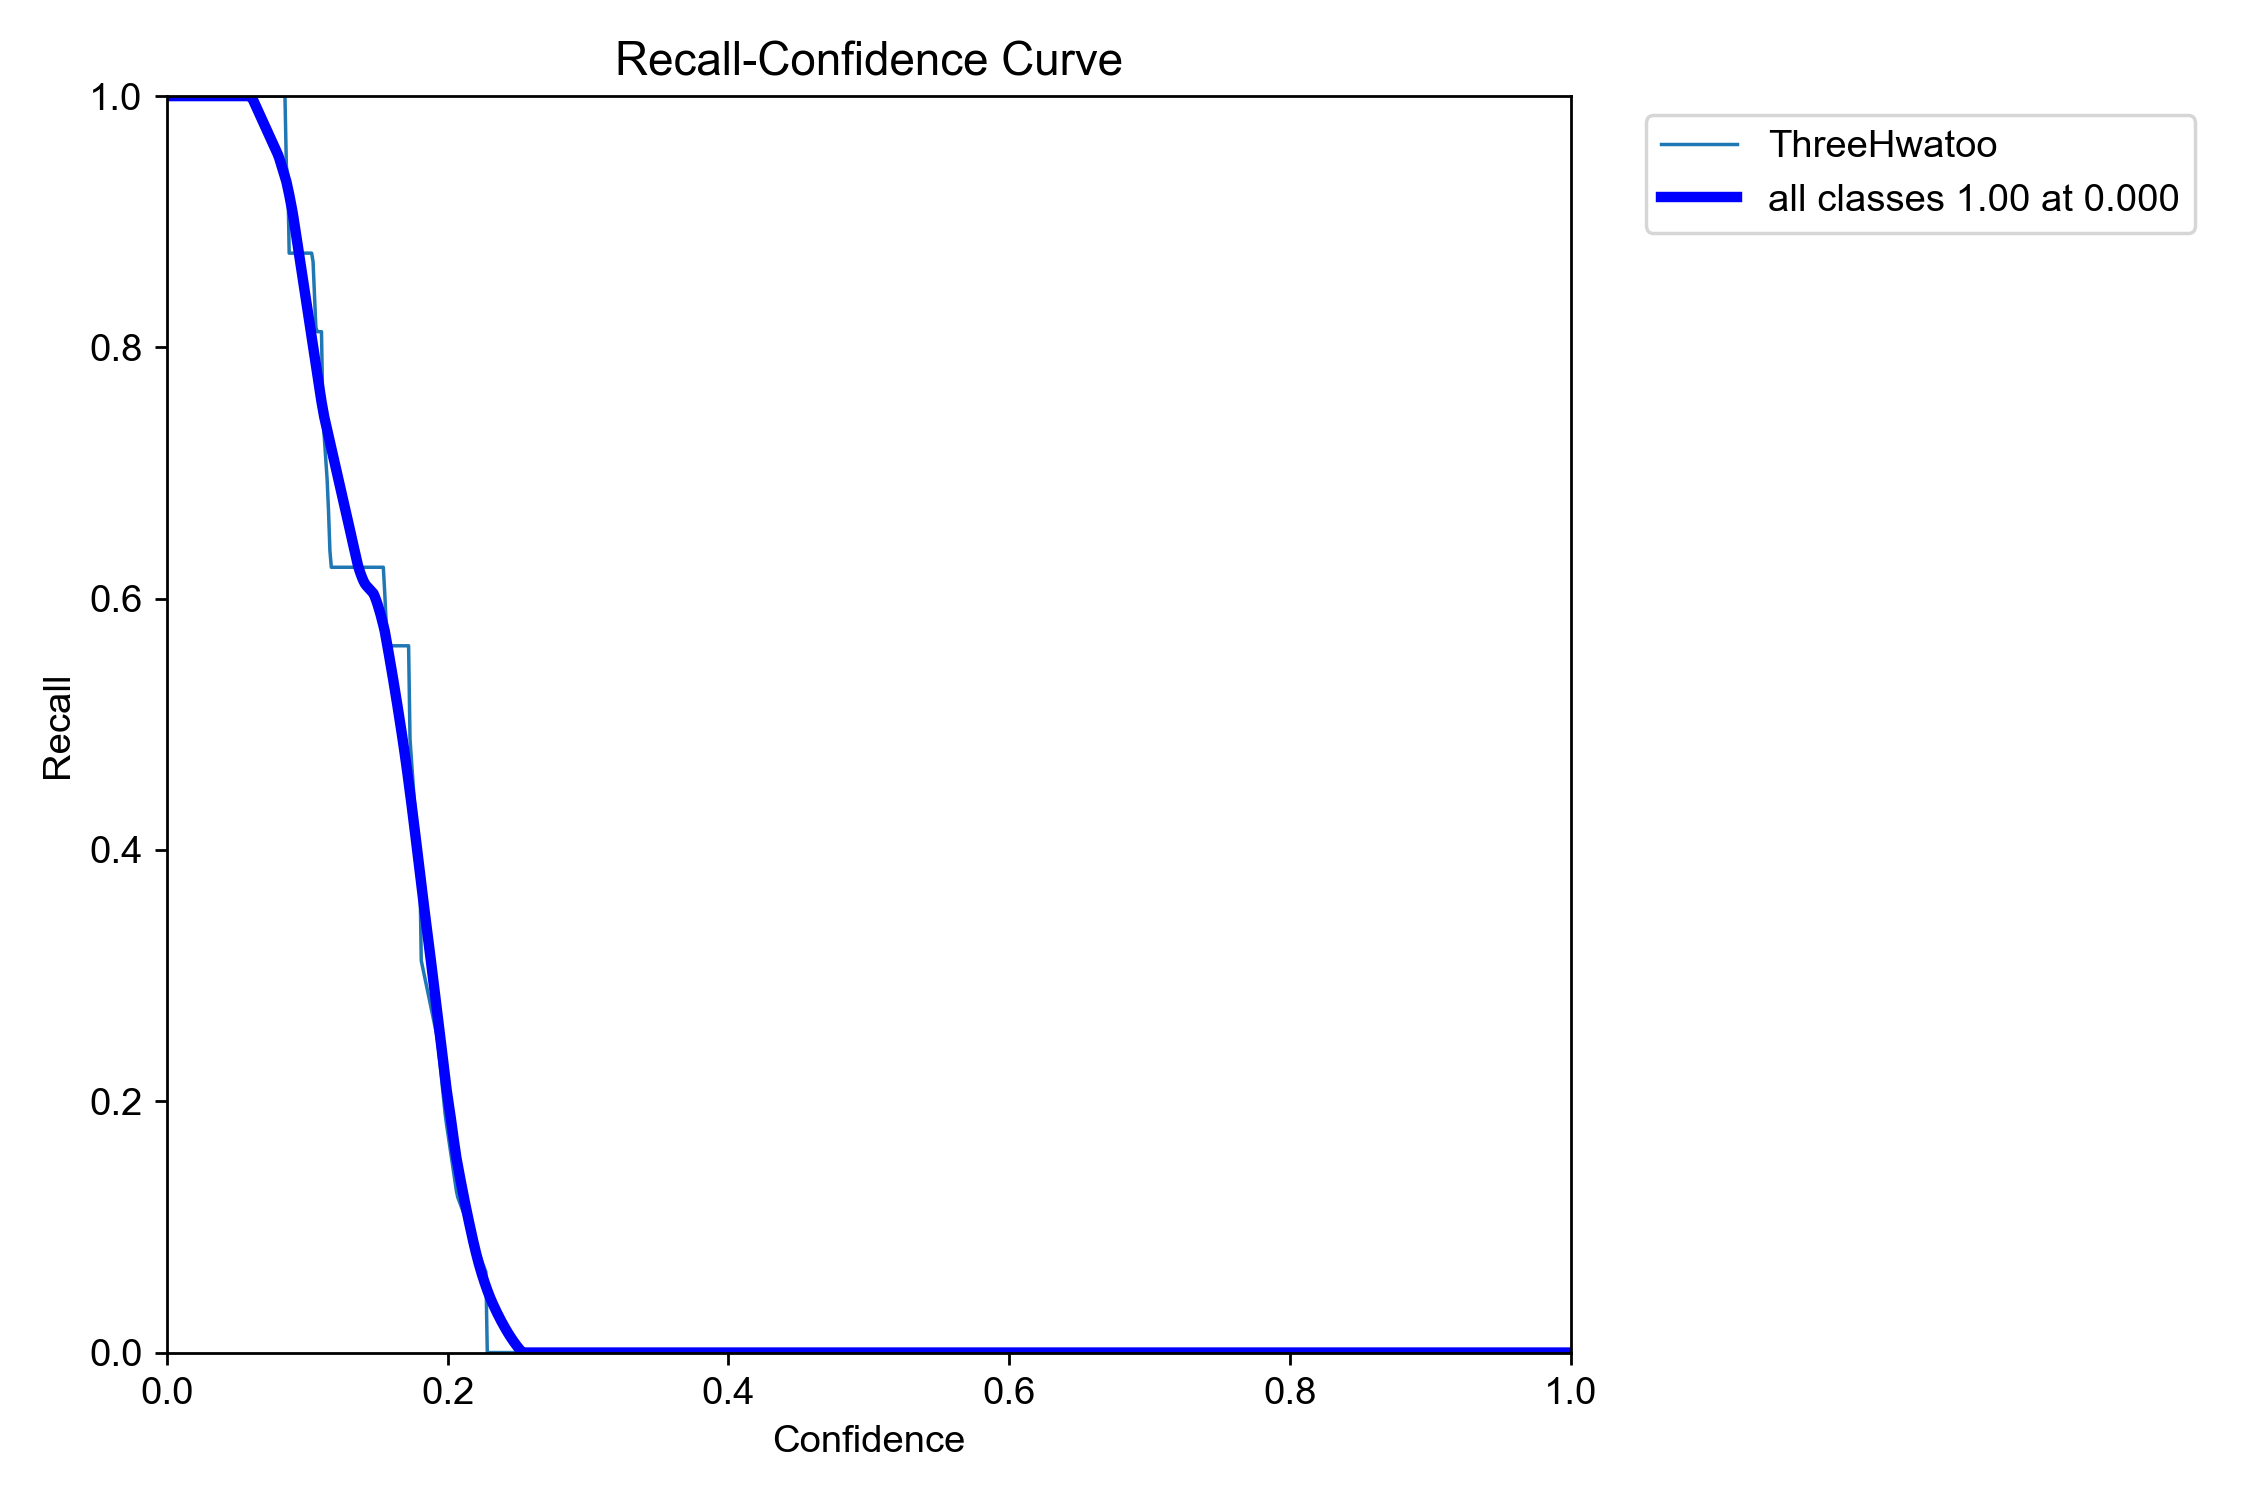 Recall-Confidence Curve
1.0
0.8
0.6
0.4
0.2
0.0
Recall
0.0 0.2 0.4 0.6 0.8 1.0
Confidence
ThreeHwatoo
all classes 1.00 at 0.000